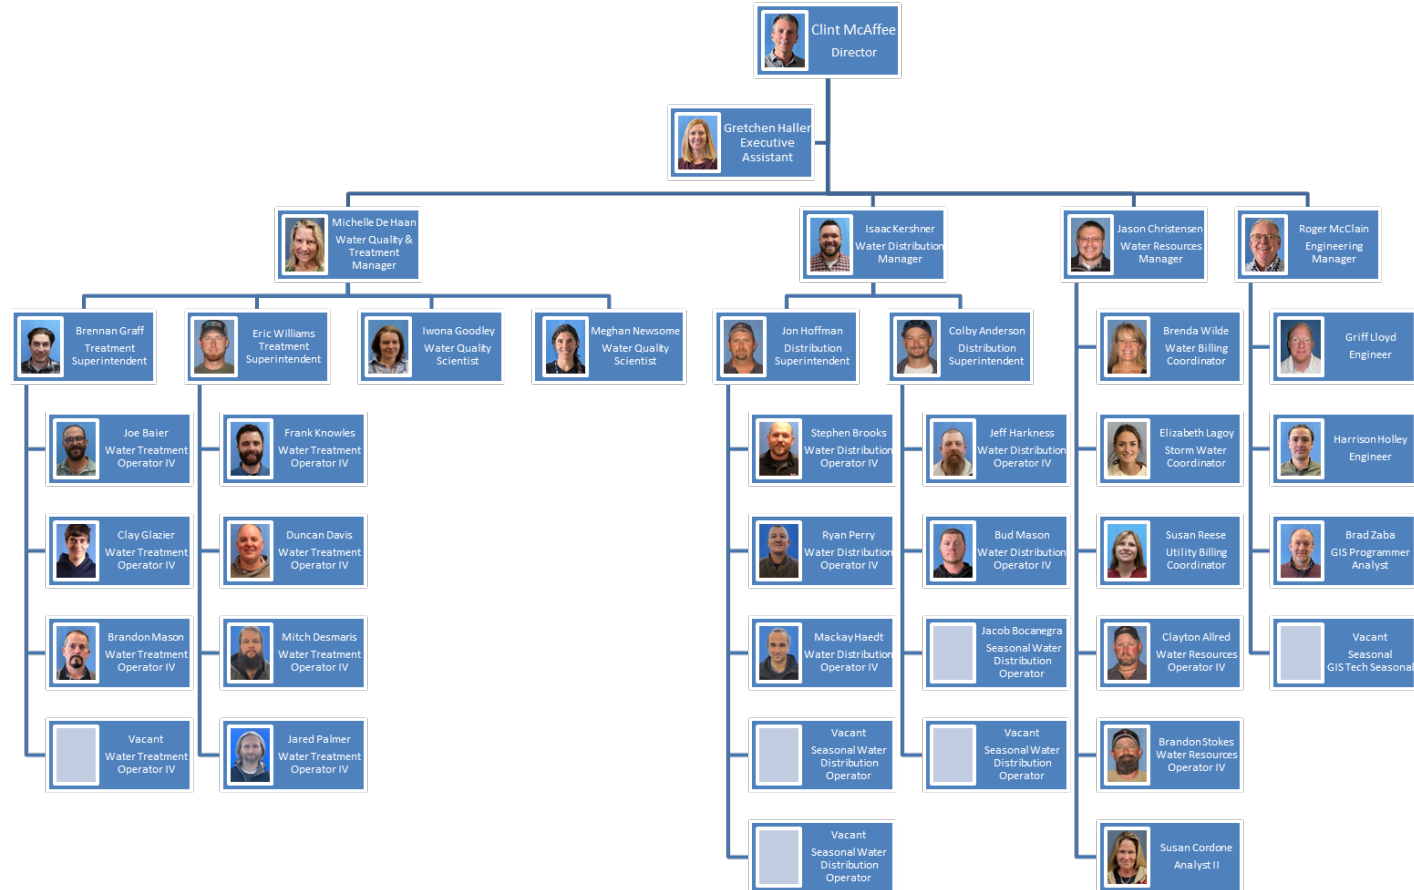 Clint McAffee
Director
Gretchen Haller
Executive
Assistant
Michelle De Haan
Water Quality &
Treatment
Manager
Isaac Kershner
Water Distribution
Manager
Jason Christensen
Water Resources
Manager
Roger McClain
Engineering
Manager
Brennan Graff
Treatment
Superintendent
Eric Williams
Treatment
Superintendent
Iwona Goodley
Water Quality
Scientist
Meghan Newsome
Water Quality
Scientist
Jon Hoffman
Distribution
Superintendent
Colby Anderson
Distribution
Superintendent
Brenda Wilde
Water Billing
Coordinator
Griff Lloyd
Engineer
Joe Baier
Water Treatment
Operator IV
Frank Knowles
Water Treatment
Operator IV
Stephen Brooks
Water Distribution
Operator IV
Jeff Harkness
Water Distribution
Operator IV
Elizabeth Lagoy
Storm Water
Coordinator
Harrison Holley
Engineer
Clay Glazier
Water Treatment
Operator IV
Duncan Davis
Water Treatment
Operator IV
Ryan Perry
Water Distribution
Operator IV
Bud Mason
Water Distribution
Operator IV
Susan Reese
Utility Billing
Coordinator
Brad Zaba
GIS Programmer
Analyst
Brandon Mason
Water Treatment
Operator IV
Mitch Desmaris
Water Treatment
Operator IV
Mackay Haedt
Water Distribution
Operator IV
Jacob Bocanegra
Seasonal Water
Distribution
Operator
Clayton Allred
Water Resources
Operator IV
Vacant
Seasonal
GIS Tech Seasonal
Vacant
Water Treatment
Operator IV
Jared Palmer
Water Treatment
Operator IV
Vacant
Seasonal Water
Distribution
Operator
Vacant
Seasonal Water
Distribution
Operator
Brandon Stokes
Water Resources
Operator IV
Vacant
Seasonal Water
Distribution
Operator
Susan Cordone
Analyst II